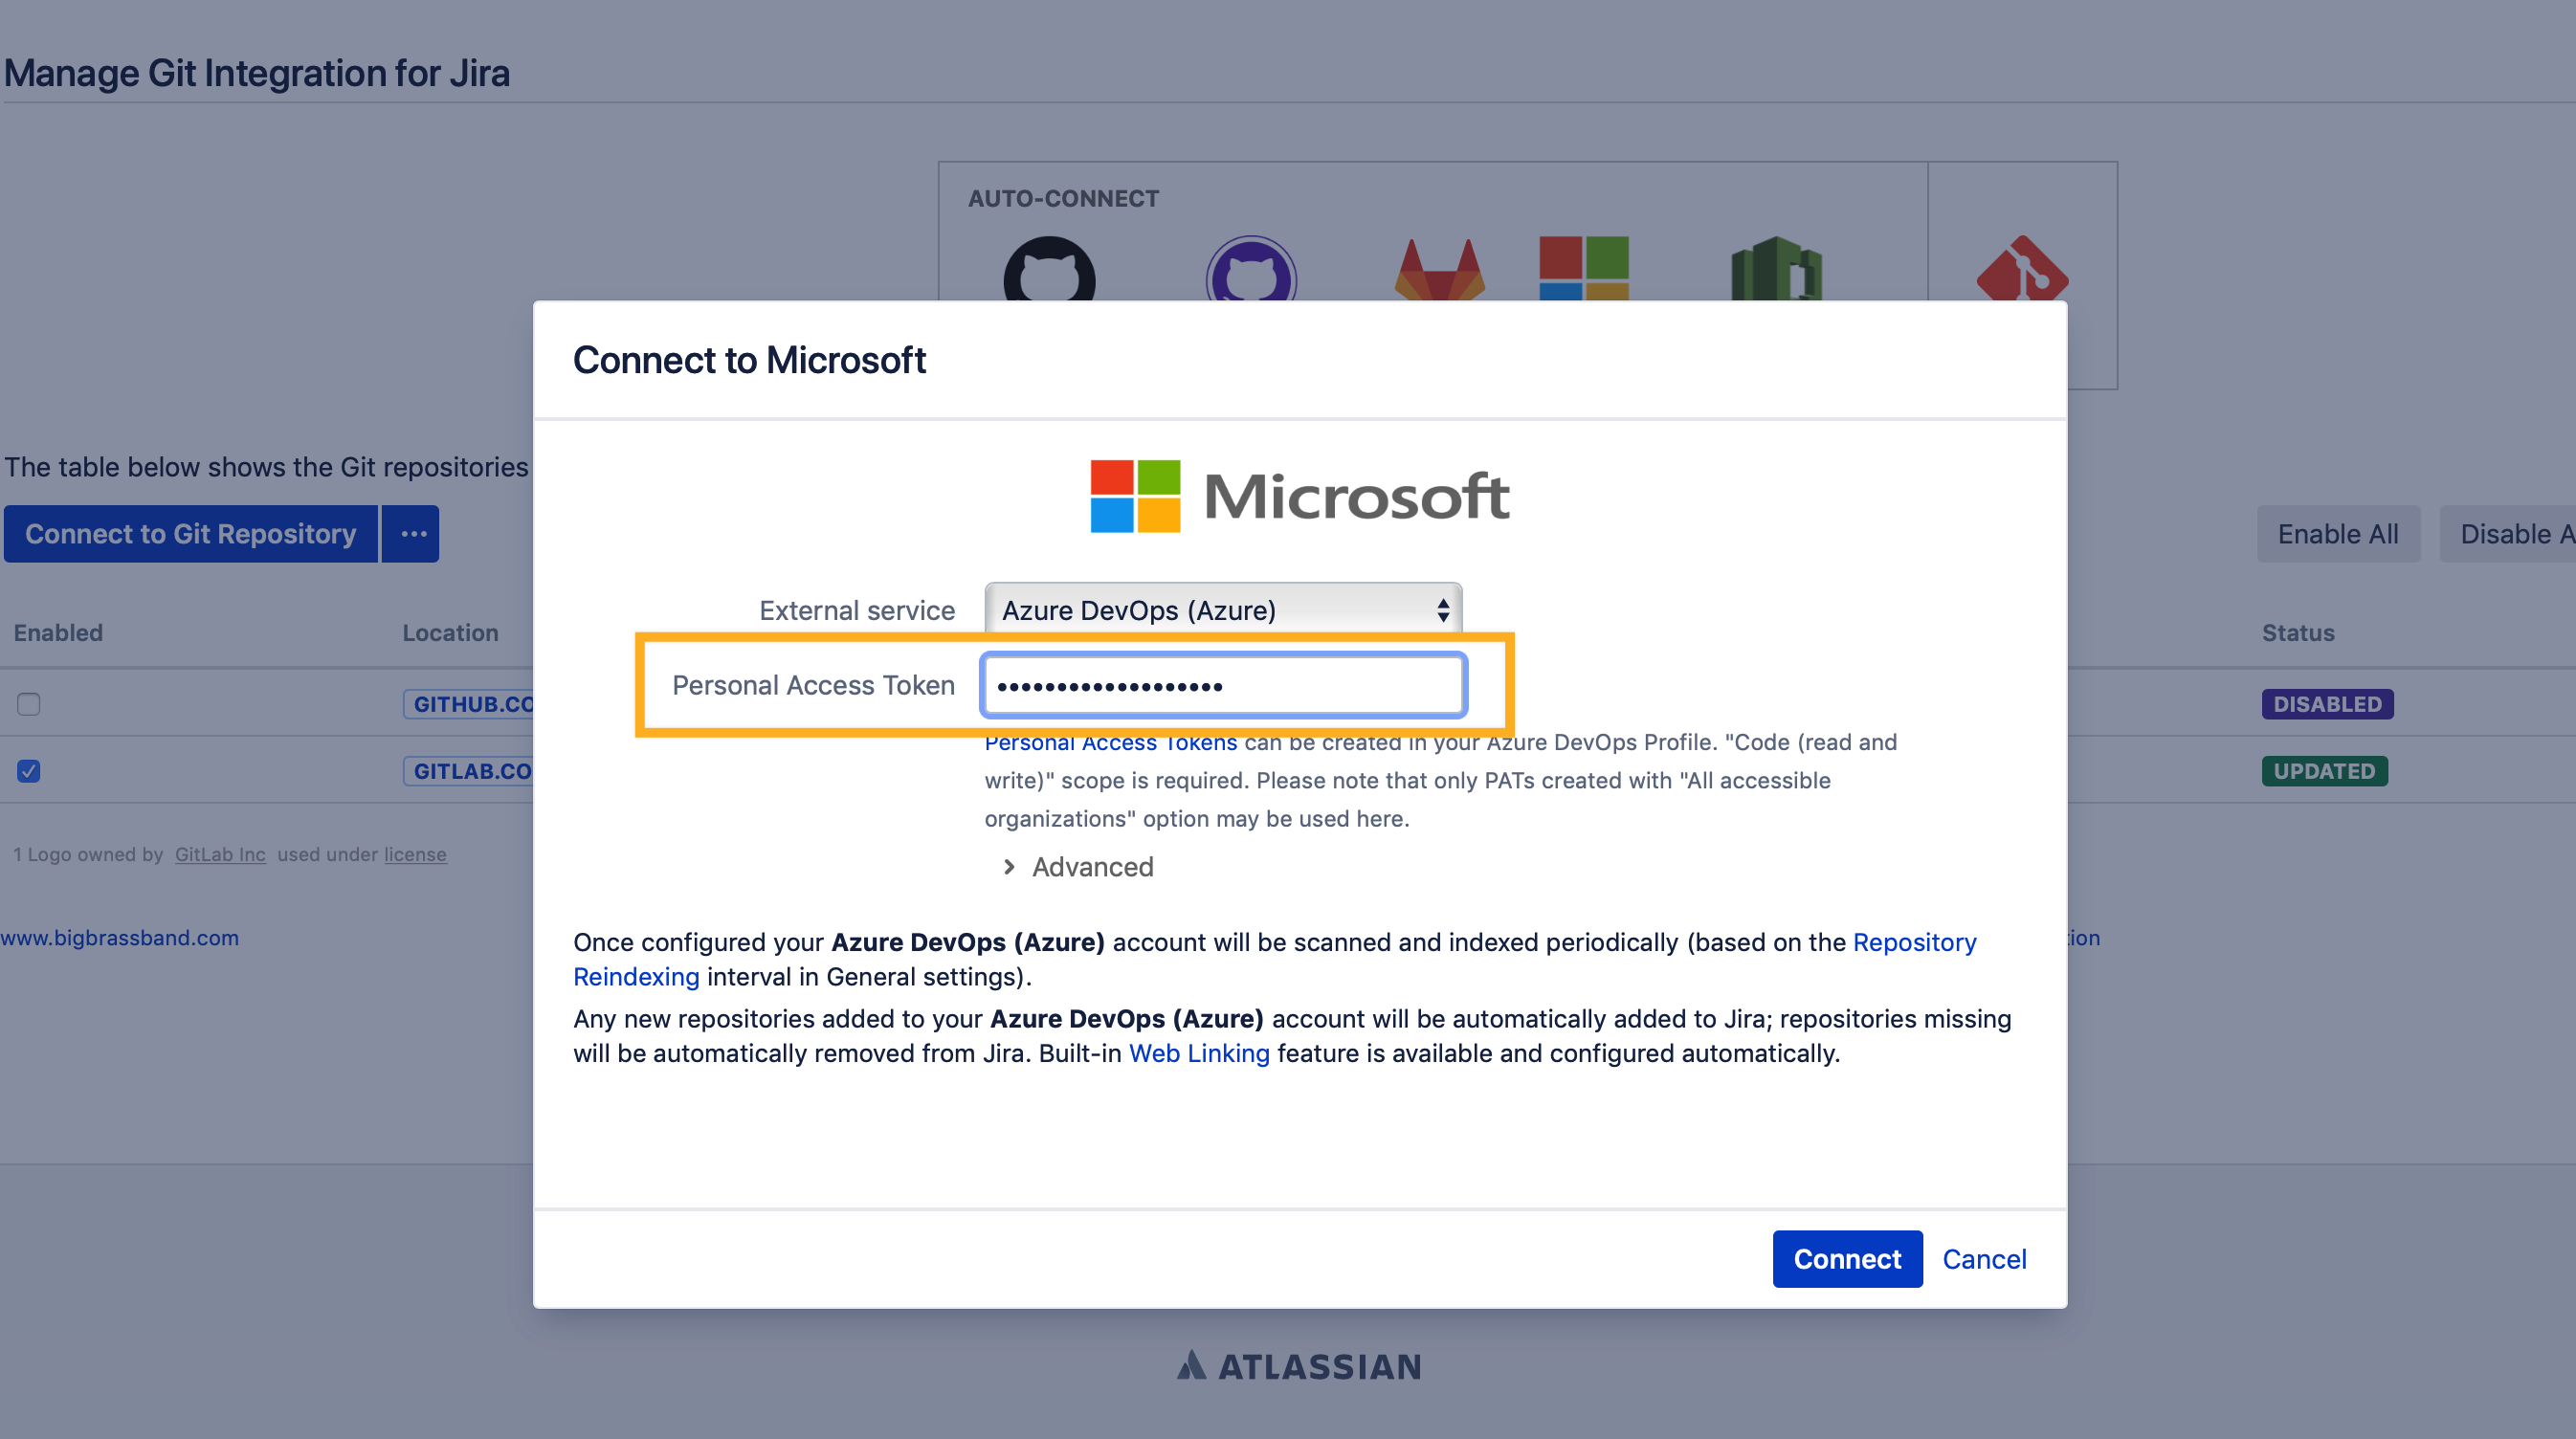 Manage Git Integration for Jira
AUTO-CONNECT
Connect to Microsoft
Microsoft
The table below shows the Git repositories
Connect to Git Repository
Enable All
Disable A
External service
Azure DevOps (Azure)
Enabled
Location
Status
Personal Access Token
GITHUB.CO
DISABLED
Personal Access Tokens can be created in your Azure DevOps Profile. "Code (read and
write)" scope is required. Please note that only PATs created with "All accessible
organizations" option may be used here.
GITLAB.CO
UPDATED
1 Logo owned by GitLab Inc used under license
Advanced
www.bigbrassband.com
Once configured your Azure DevOps (Azure) account will be scanned and indexed periodically (based on the Repository
Reindexing interval in General settings).
Any new repositories added to your Azure DevOps (Azure) account will be automatically added to Jira; repositories missing
will be automatically removed from Jira. Built-in Web Linking feature is available and configured automatically.
Connect
Cancel
ATLASSIAN